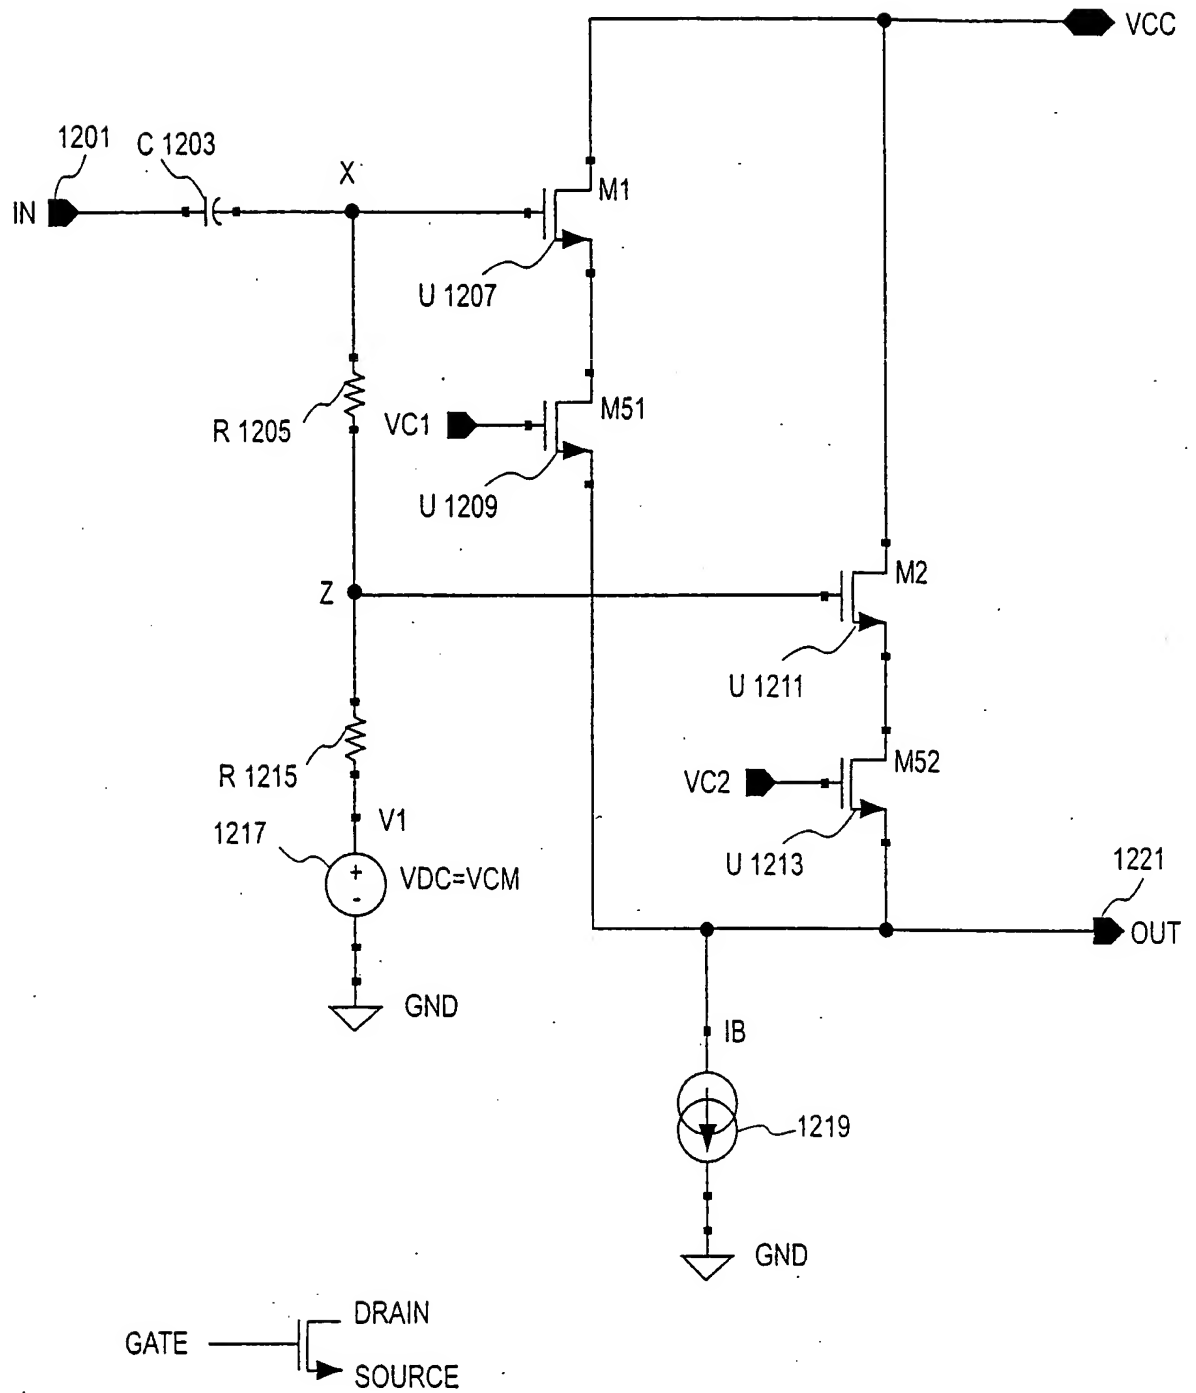 VCC
1201
C 1203
X
IN
M1
U 1207
R 1205
VC1
M51
U 1209
Z
M2
U 1211
R 1215
VC2
M52
1217
V1
U 1213
VDC=VCM
+
-
1221
OUT
GND
IB
1219
GND
DRAIN
GATE
SOURCE